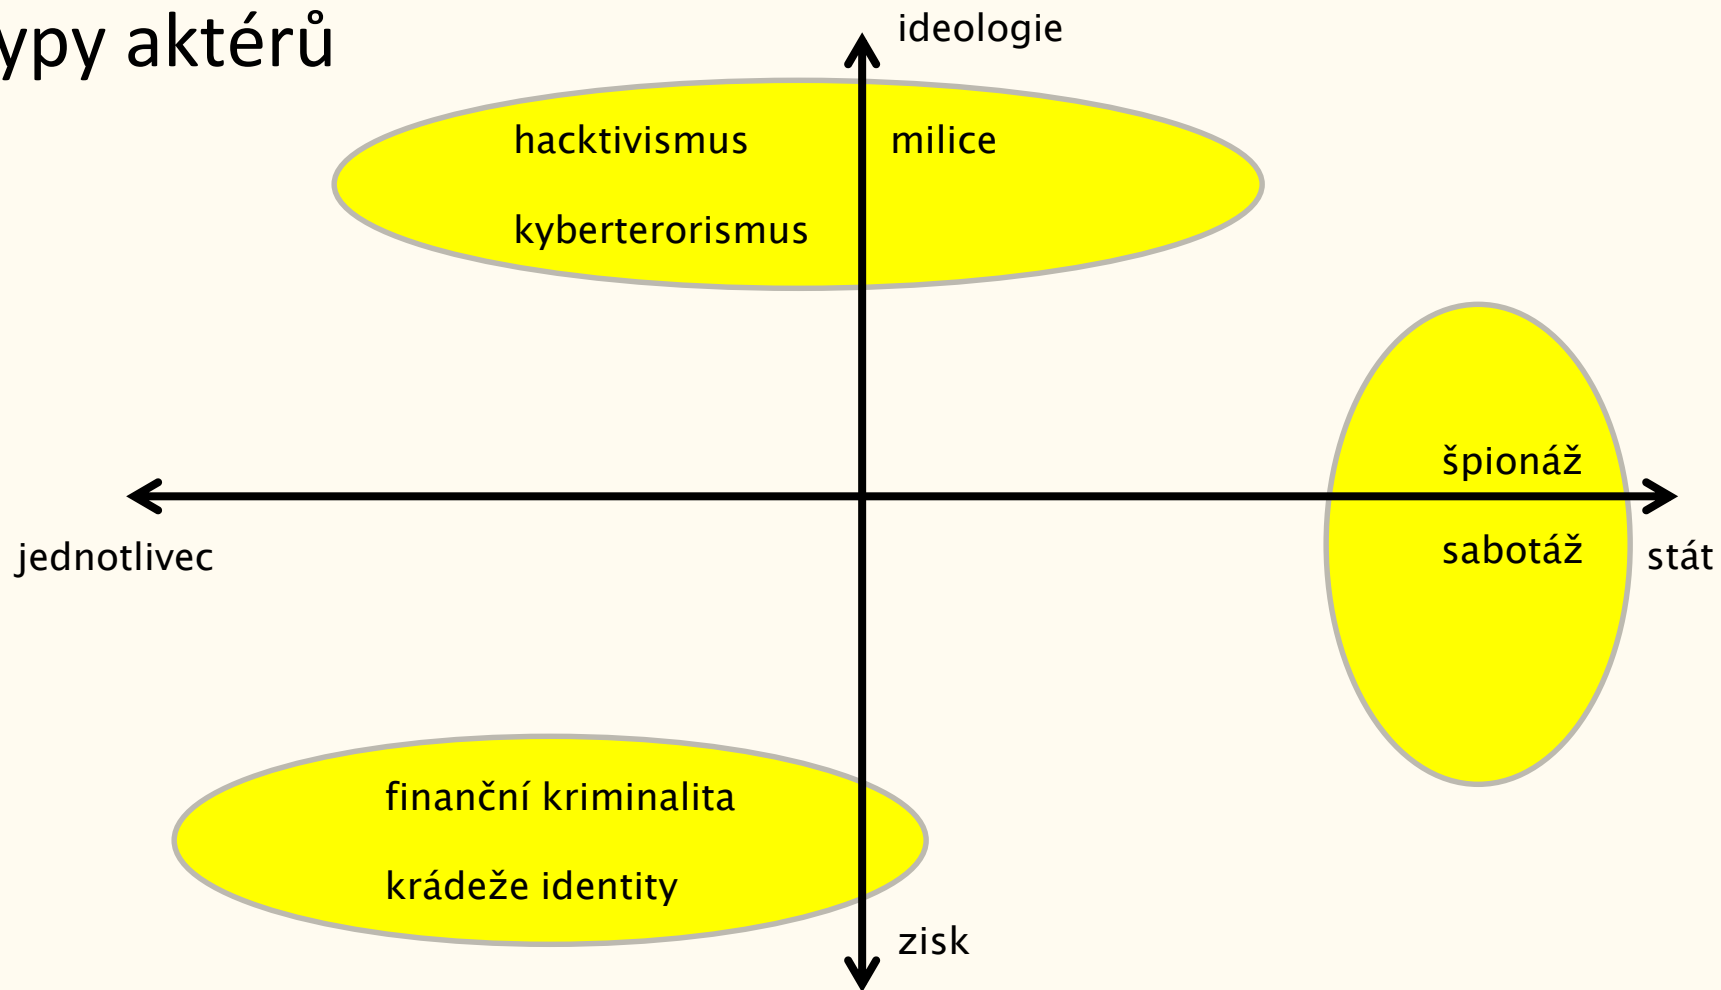 ypy aktérů
ideologie
hacktivismus
milice
kyberterorismus
špionáž
jednotlivec
sabotáž
stát
finanční kriminalita
krádeže identity
zisk